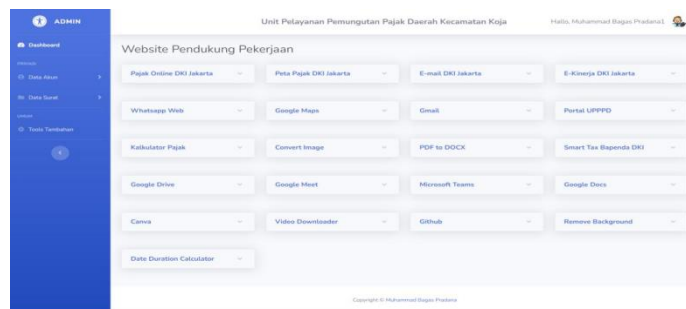 ADMIN
Unit Pelayanan Pemungutan Pajak Daerah Kecamatan Koja
Hallo, Muhammad Bagas Pradana1
Dashboard
Website Pendukung Pekerjaan
Data Akun
Data Surat
Tools Tambahan
Pajak Online DKI Jakarta
Peta Pajak DKI Jakarta
E-mail DKI Jakarta
E-Kinerja DKI Jakarta
Whatsapp Web
Google Maps
Gmail
Portal UPPPD
Kalkulator Pajak
Convert Image
PDF to DOCX
Smart Tax Bapenda DKI
Google Drive
Google Meet
Microsoft Teams
Google Docs
Canva
Video Downloader
Github
Remove Background
Date Duration Calculator
Copyright © Muhammad Bagas Pradana